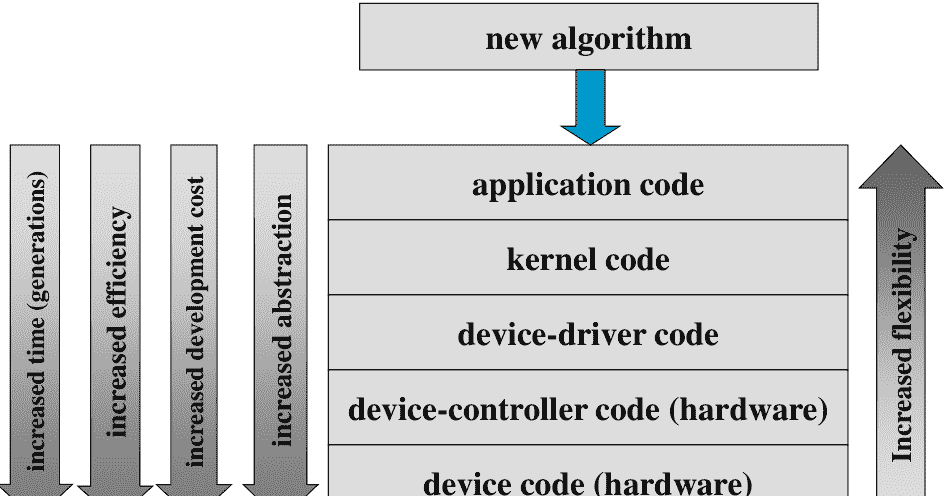 new algorithm
increased time (generations)
increased efficiency
increased development cost
increased abstraction
application code
kernel code
device-driver code
device-controller code (hardware)
device code (hardware)
Increased flexibility